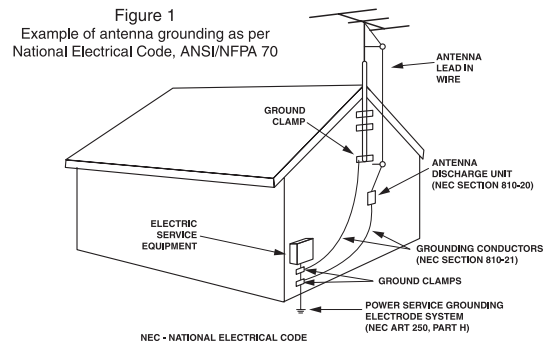 Figure 1
Example of antenna grounding as per
National Electrical Code, ANSI/NFPA 70
ANTENNA
LEAD IN
WIRE
GROUND
CLAMP
ANTENNA
DISCHARGE UNIT
(NEC SECTION 810-20)
ELECTRIC
SERVICE
EQUIPMENT
GROUNDING CONDUCTORS
(NEC SECTION 810-21)
GROUND CLAMPS
POWER SERVICE GROUNDING
ELECTRODE SYSTEM
(NEC ART 250, PART H)
NEC - NATIONAL ELECTRICAL CODE